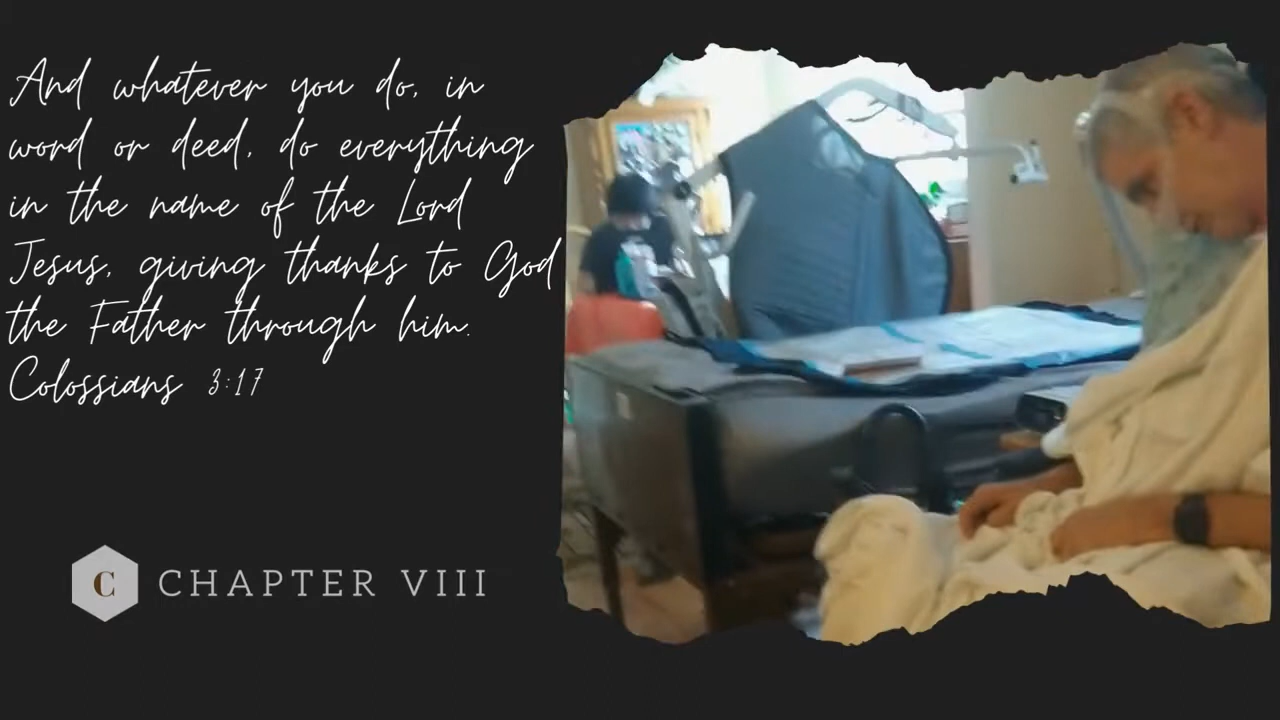 And whatever you do, in
word or deed, do everything
in the name of the Lord
Jesus, giving thanks to God
the Father through him.
Colossians 3:17
C CHAPTER VIII